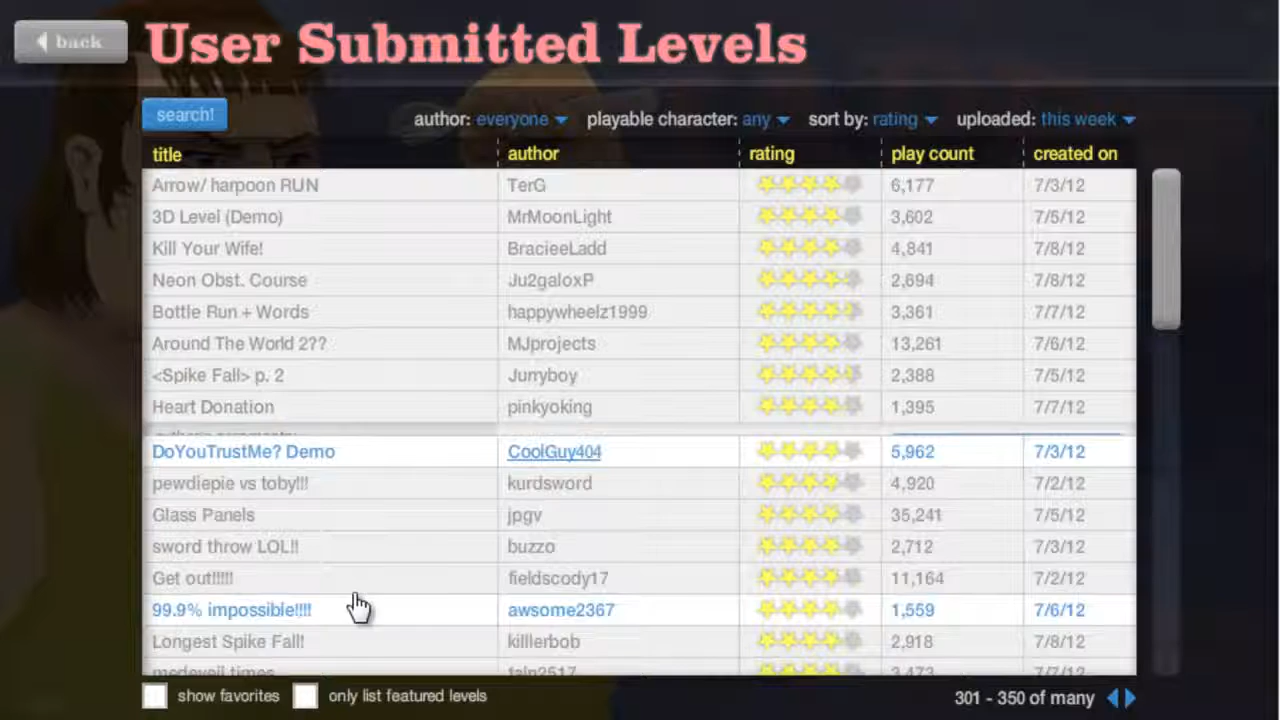 back
User Submitted Levels
search!
author: everyone playable character: any sort by: rating uploaded: this week
title author rating play count created on
Arrow/ harpoon RUN TerG 6,177 7/3/12
3D Level (Demo) MrMoonLight 3,602 7/5/12
Kill Your Wife! BracieeLadd 4,841 7/8/12
Neon Obst. Course Ju2galoxP 2,694 7/8/12
Bottle Run + Words happywheelz1999 3,361 7/7/12
Around The World 2?? MJprojects 13,261 7/6/12
<Spike Fall> p. 2 Jurryboy 2,388 7/5/12
Heart Donation pinkyoking 1,395 7/7/12
DoYouTrustMe? Demo CoolGuy404 5,962 7/3/12
pewdiepie vs toby!!! kurdsword 4,920 7/2/12
Glass Panels jpgv 35,241 7/5/12
sword throw LOL!! buzzo 2,712 7/3/12
Get out!!!!! fieldscody17 11,164 7/2/12
99.9% impossible!!!! awsome2367 1,559 7/6/12
Longest Spike Fall! killlerbob 2,918 7/8/12
show favorites only list featured levels 301 - 350 of many